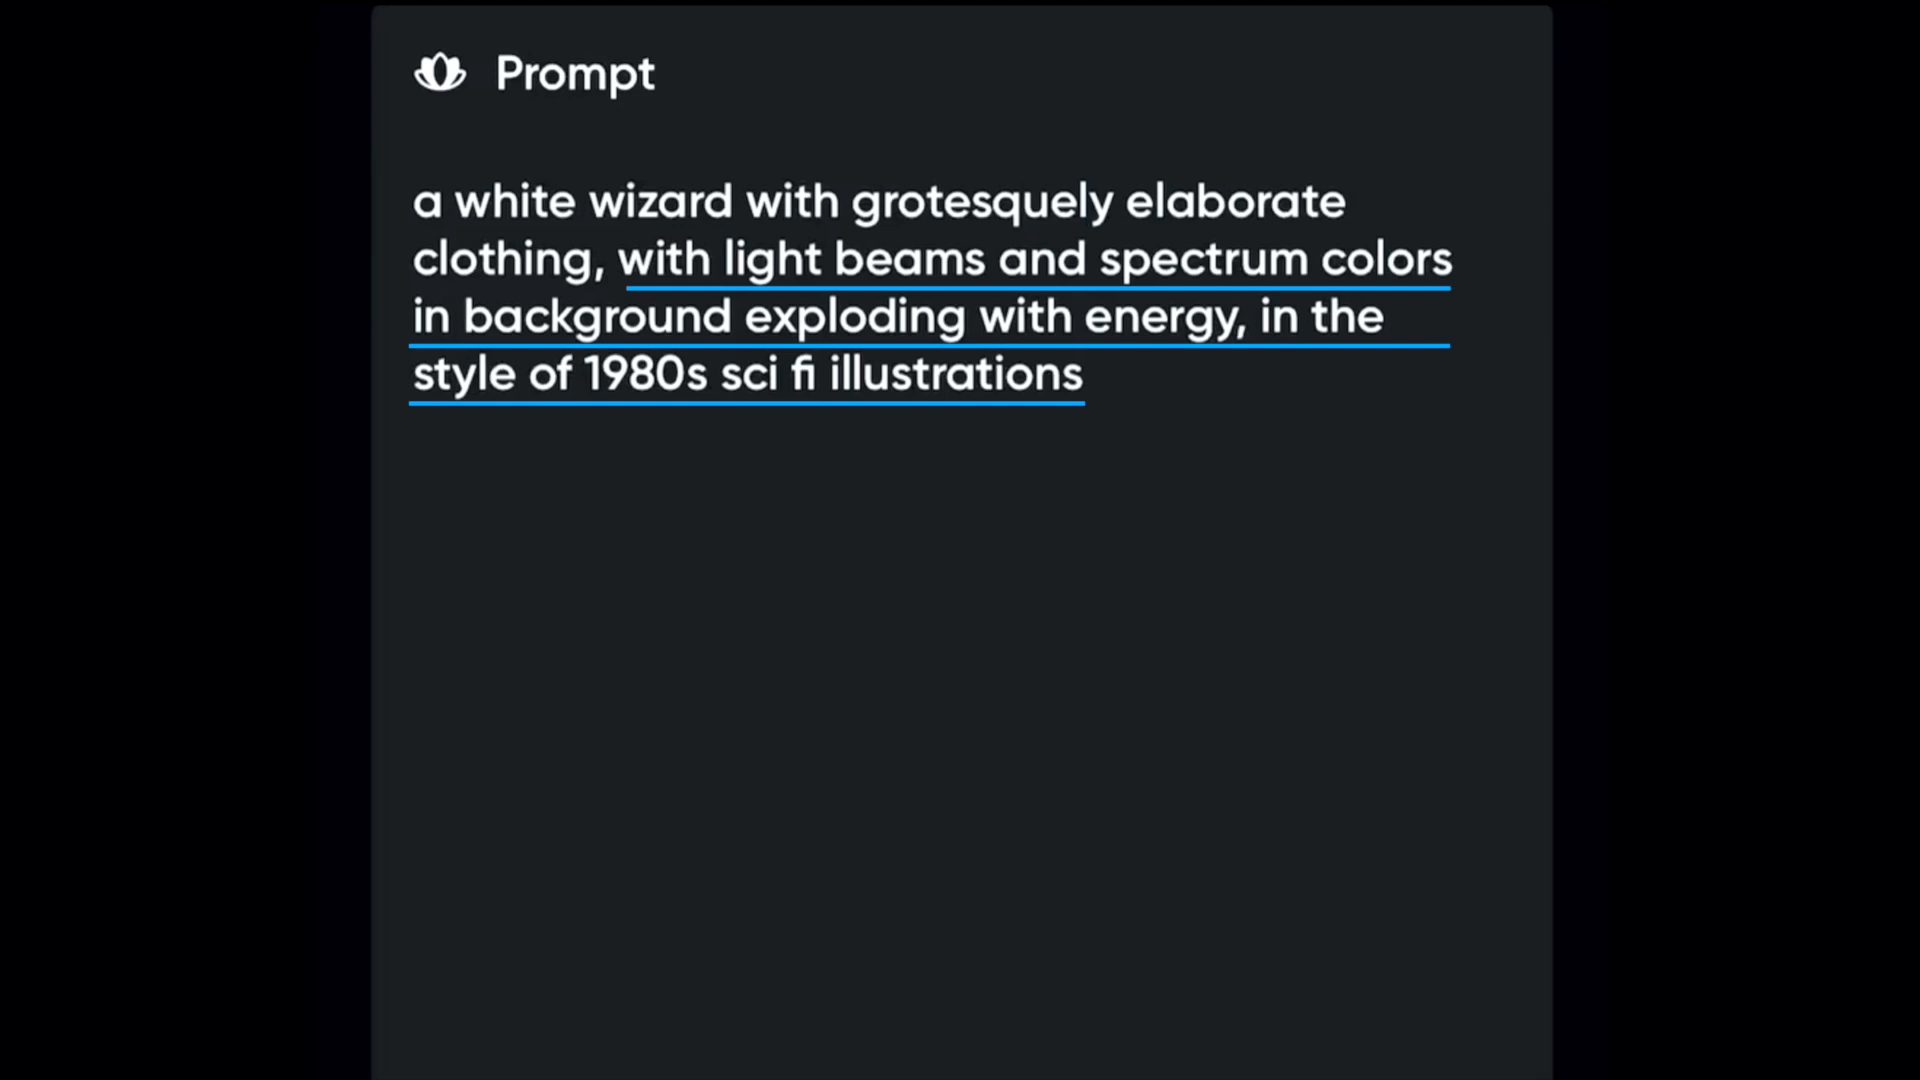 Prompt
a white wizard with grotesquely elaborate
clothing, with light beams and spectrum colors
in background exploding with energy, in the
style of 1980s sci fi illustrations